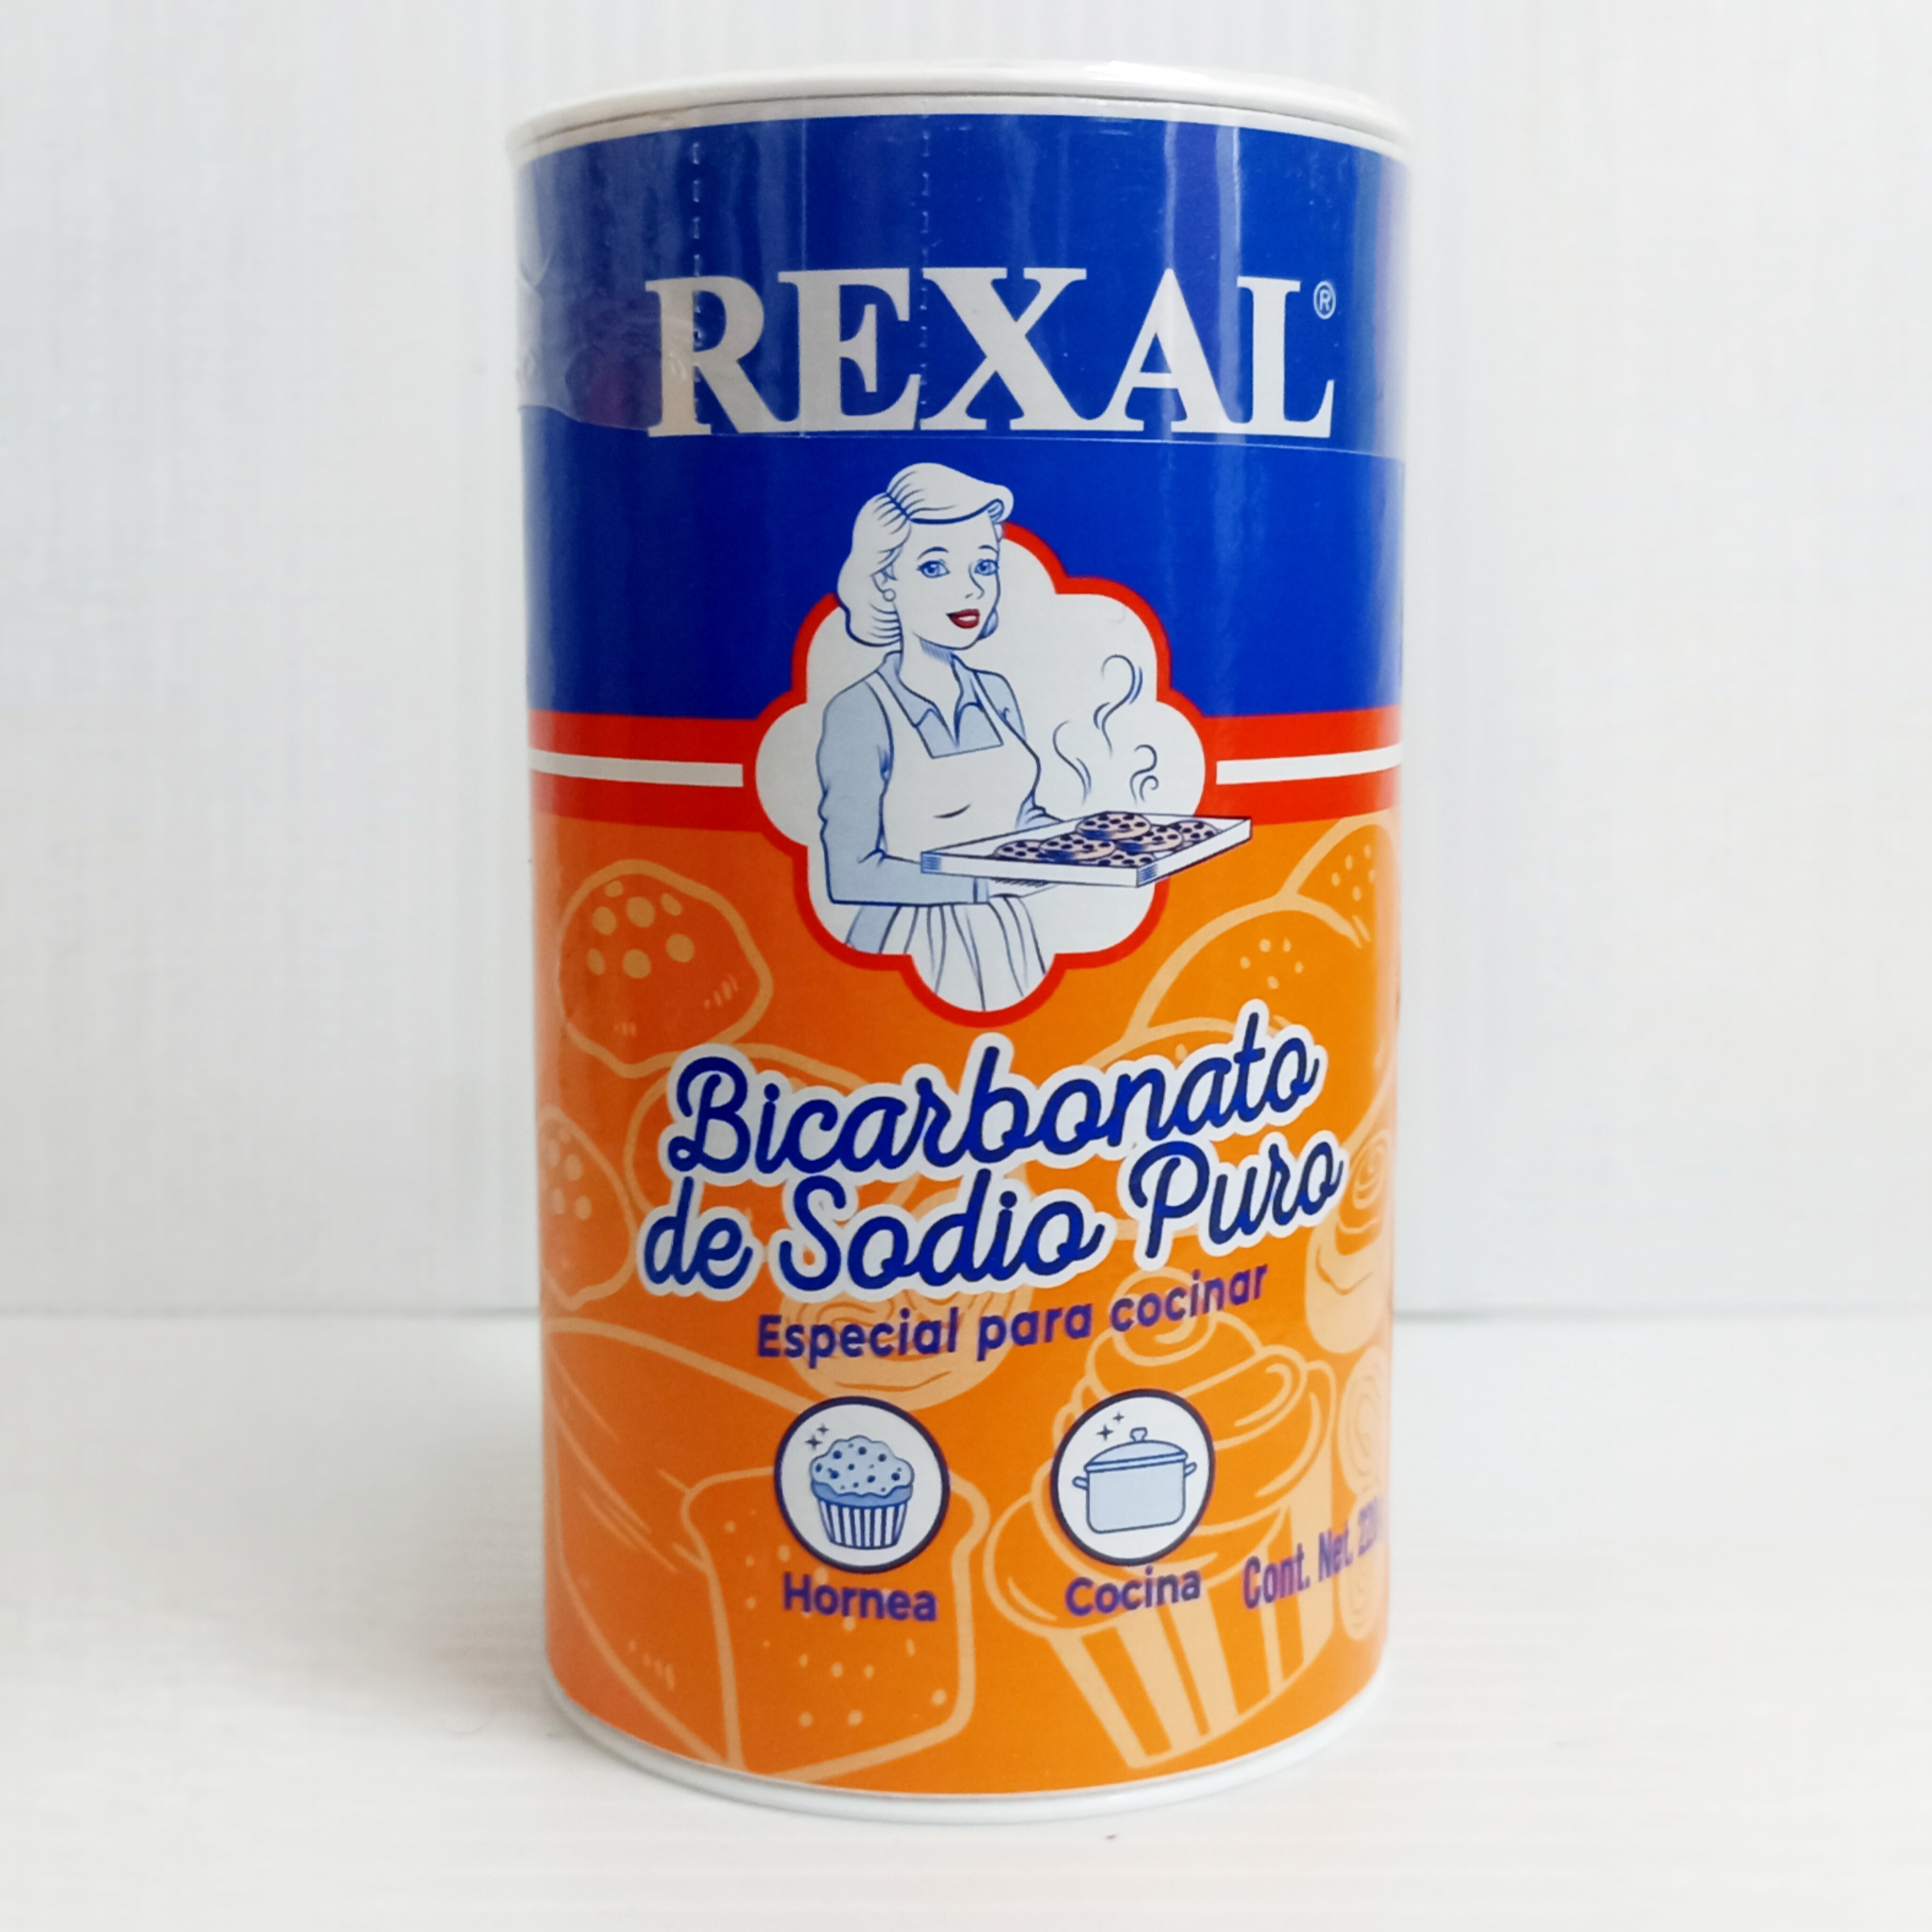 REXAL®
Bicarbonato
de Sodio Puro
Especial para cocinar
Hornea
Cocina
Cont. Net.